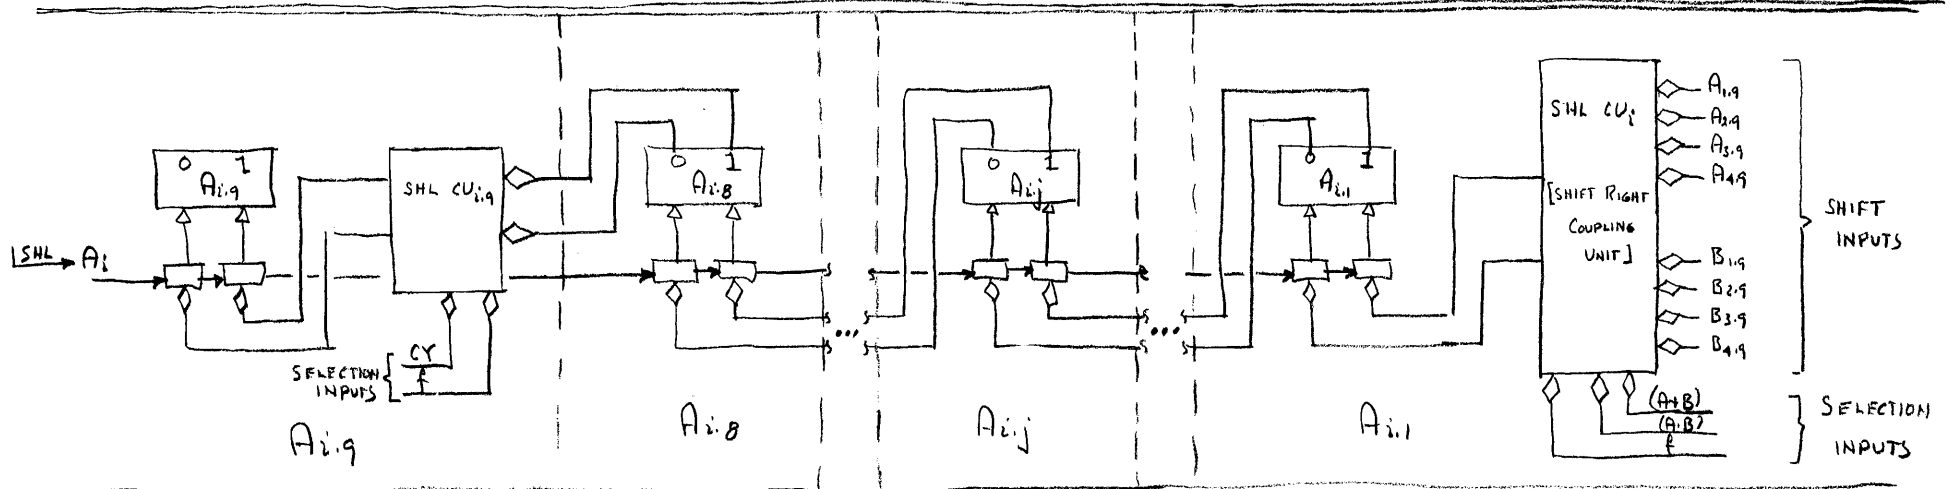 0 1
Ai.9
SHL CUi.9
0 1
Ai.8
0 1
Ai.j
0 1
Ai.1
SHL CUi
[SHIFT RIGHT
COUPLING
UNIT]
A1.9
A2.9
A3.9
A4.9
B1.9
B2.9
B3.9
B4.9
SHIFT
INPUTS
SHL → Ai
...
...
SELECTION
INPUTS
CY
f
(A+B)
(A·B)
f
SELECTION
INPUTS
Ai.9
Ai.8
Ai.j
Ai.1